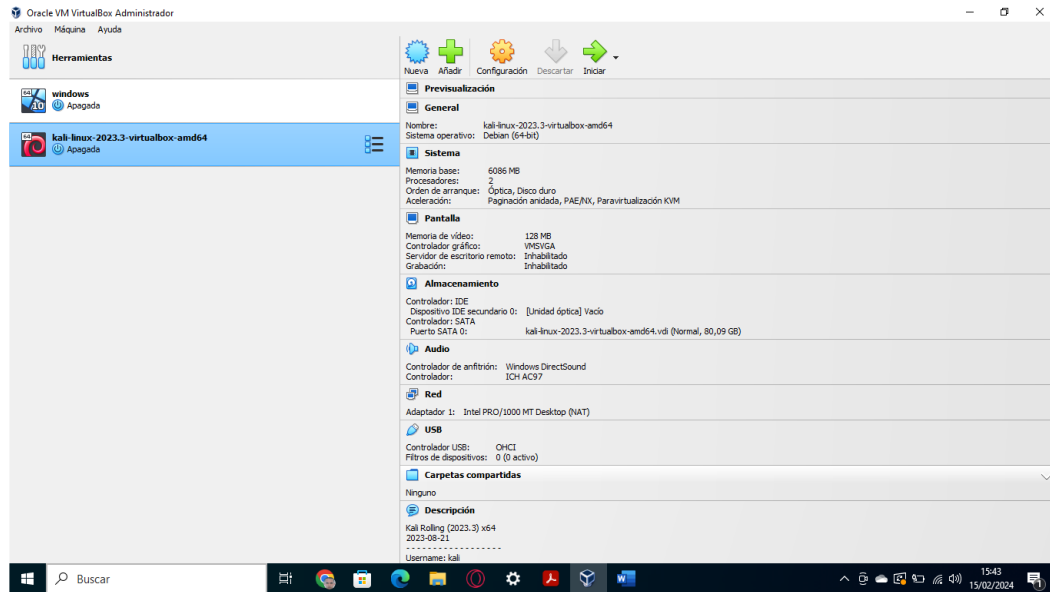 Oracle VM VirtualBox Administrador
Archivo Máquina Ayuda
Herramientas
Nueva Añadir Configuración Descartar Iniciar
64 10 windows
Apagada
64 kali-linux-2023.3-virtualbox-amd64
Apagada
Previsualización
General
Nombre: kali-linux-2023.3-virtualbox-amd64
Sistema operativo: Debian (64-bit)
Sistema
Memoria base: 6086 MB
Procesadores: 2
Orden de arranque: Óptica, Disco duro
Aceleración: Paginación anidada, PAE/NX, Paravirtualización KVM
Pantalla
Memoria de vídeo: 128 MB
Controlador gráfico: VMSVGA
Servidor de escritorio remoto: Inhabilitado
Grabación: Inhabilitado
Almacenamiento
Controlador: IDE
Dispositivo IDE secundario 0: [Unidad óptica] Vacío
Controlador: SATA
Puerto SATA 0: kali-linux-2023.3-virtualbox-amd64.vdi (Normal, 80,09 GB)
Audio
Controlador de anfitrión: Windows DirectSound
Controlador: ICH AC97
Red
Adaptador 1: Intel PRO/1000 MT Desktop (NAT)
USB
Controlador USB: OHCI
Filtros de dispositivos: 0 (0 activo)
Carpetas compartidas
Ninguno
Descripción
Kali Rolling (2023.3) x64
2023-08-21
- - - - - - - - - - - - - - - - - -
Username: kali
Buscar
15:43
15/02/2024
1